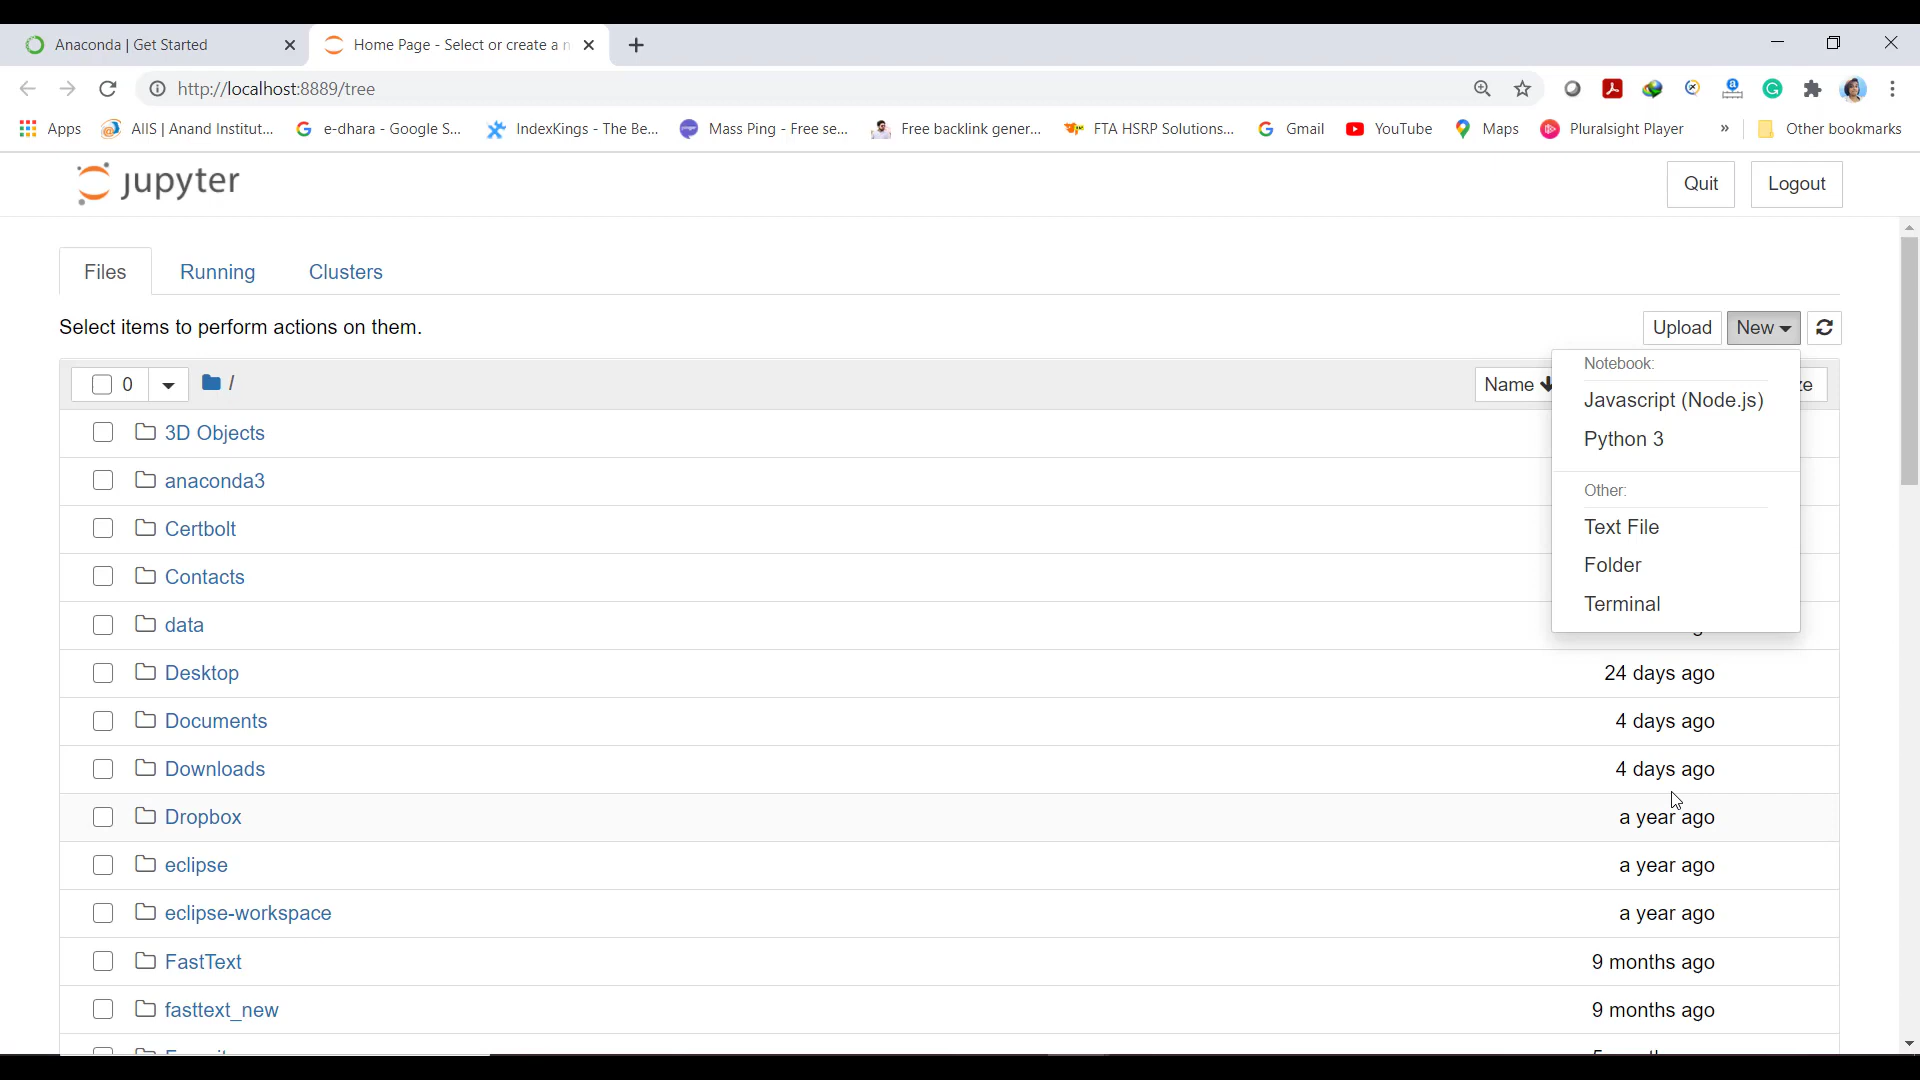 Anaconda | Get Started
Home Page - Select or create a n
http://localhost:8889/tree
Apps AIIS | Anand Institut... e-dhara - Google S... IndexKings - The Be... Mass Ping - Free se... Free backlink gener... FTA HSRP Solutions... Gmail YouTube Maps Pluralsight Player » Other bookmarks
jupyter
Quit Logout
Files Running Clusters
Select items to perform actions on them.
Upload New
0 / Name ze
Notebook:
Javascript (Node.js)
Python 3
Other:
Text File
Folder
Terminal
3D Objects
anaconda3
Certbolt
Contacts
data
Desktop 24 days ago
Documents 4 days ago
Downloads 4 days ago
Dropbox a year ago
eclipse a year ago
eclipse-workspace a year ago
FastText 9 months ago
fasttext_new 9 months ago